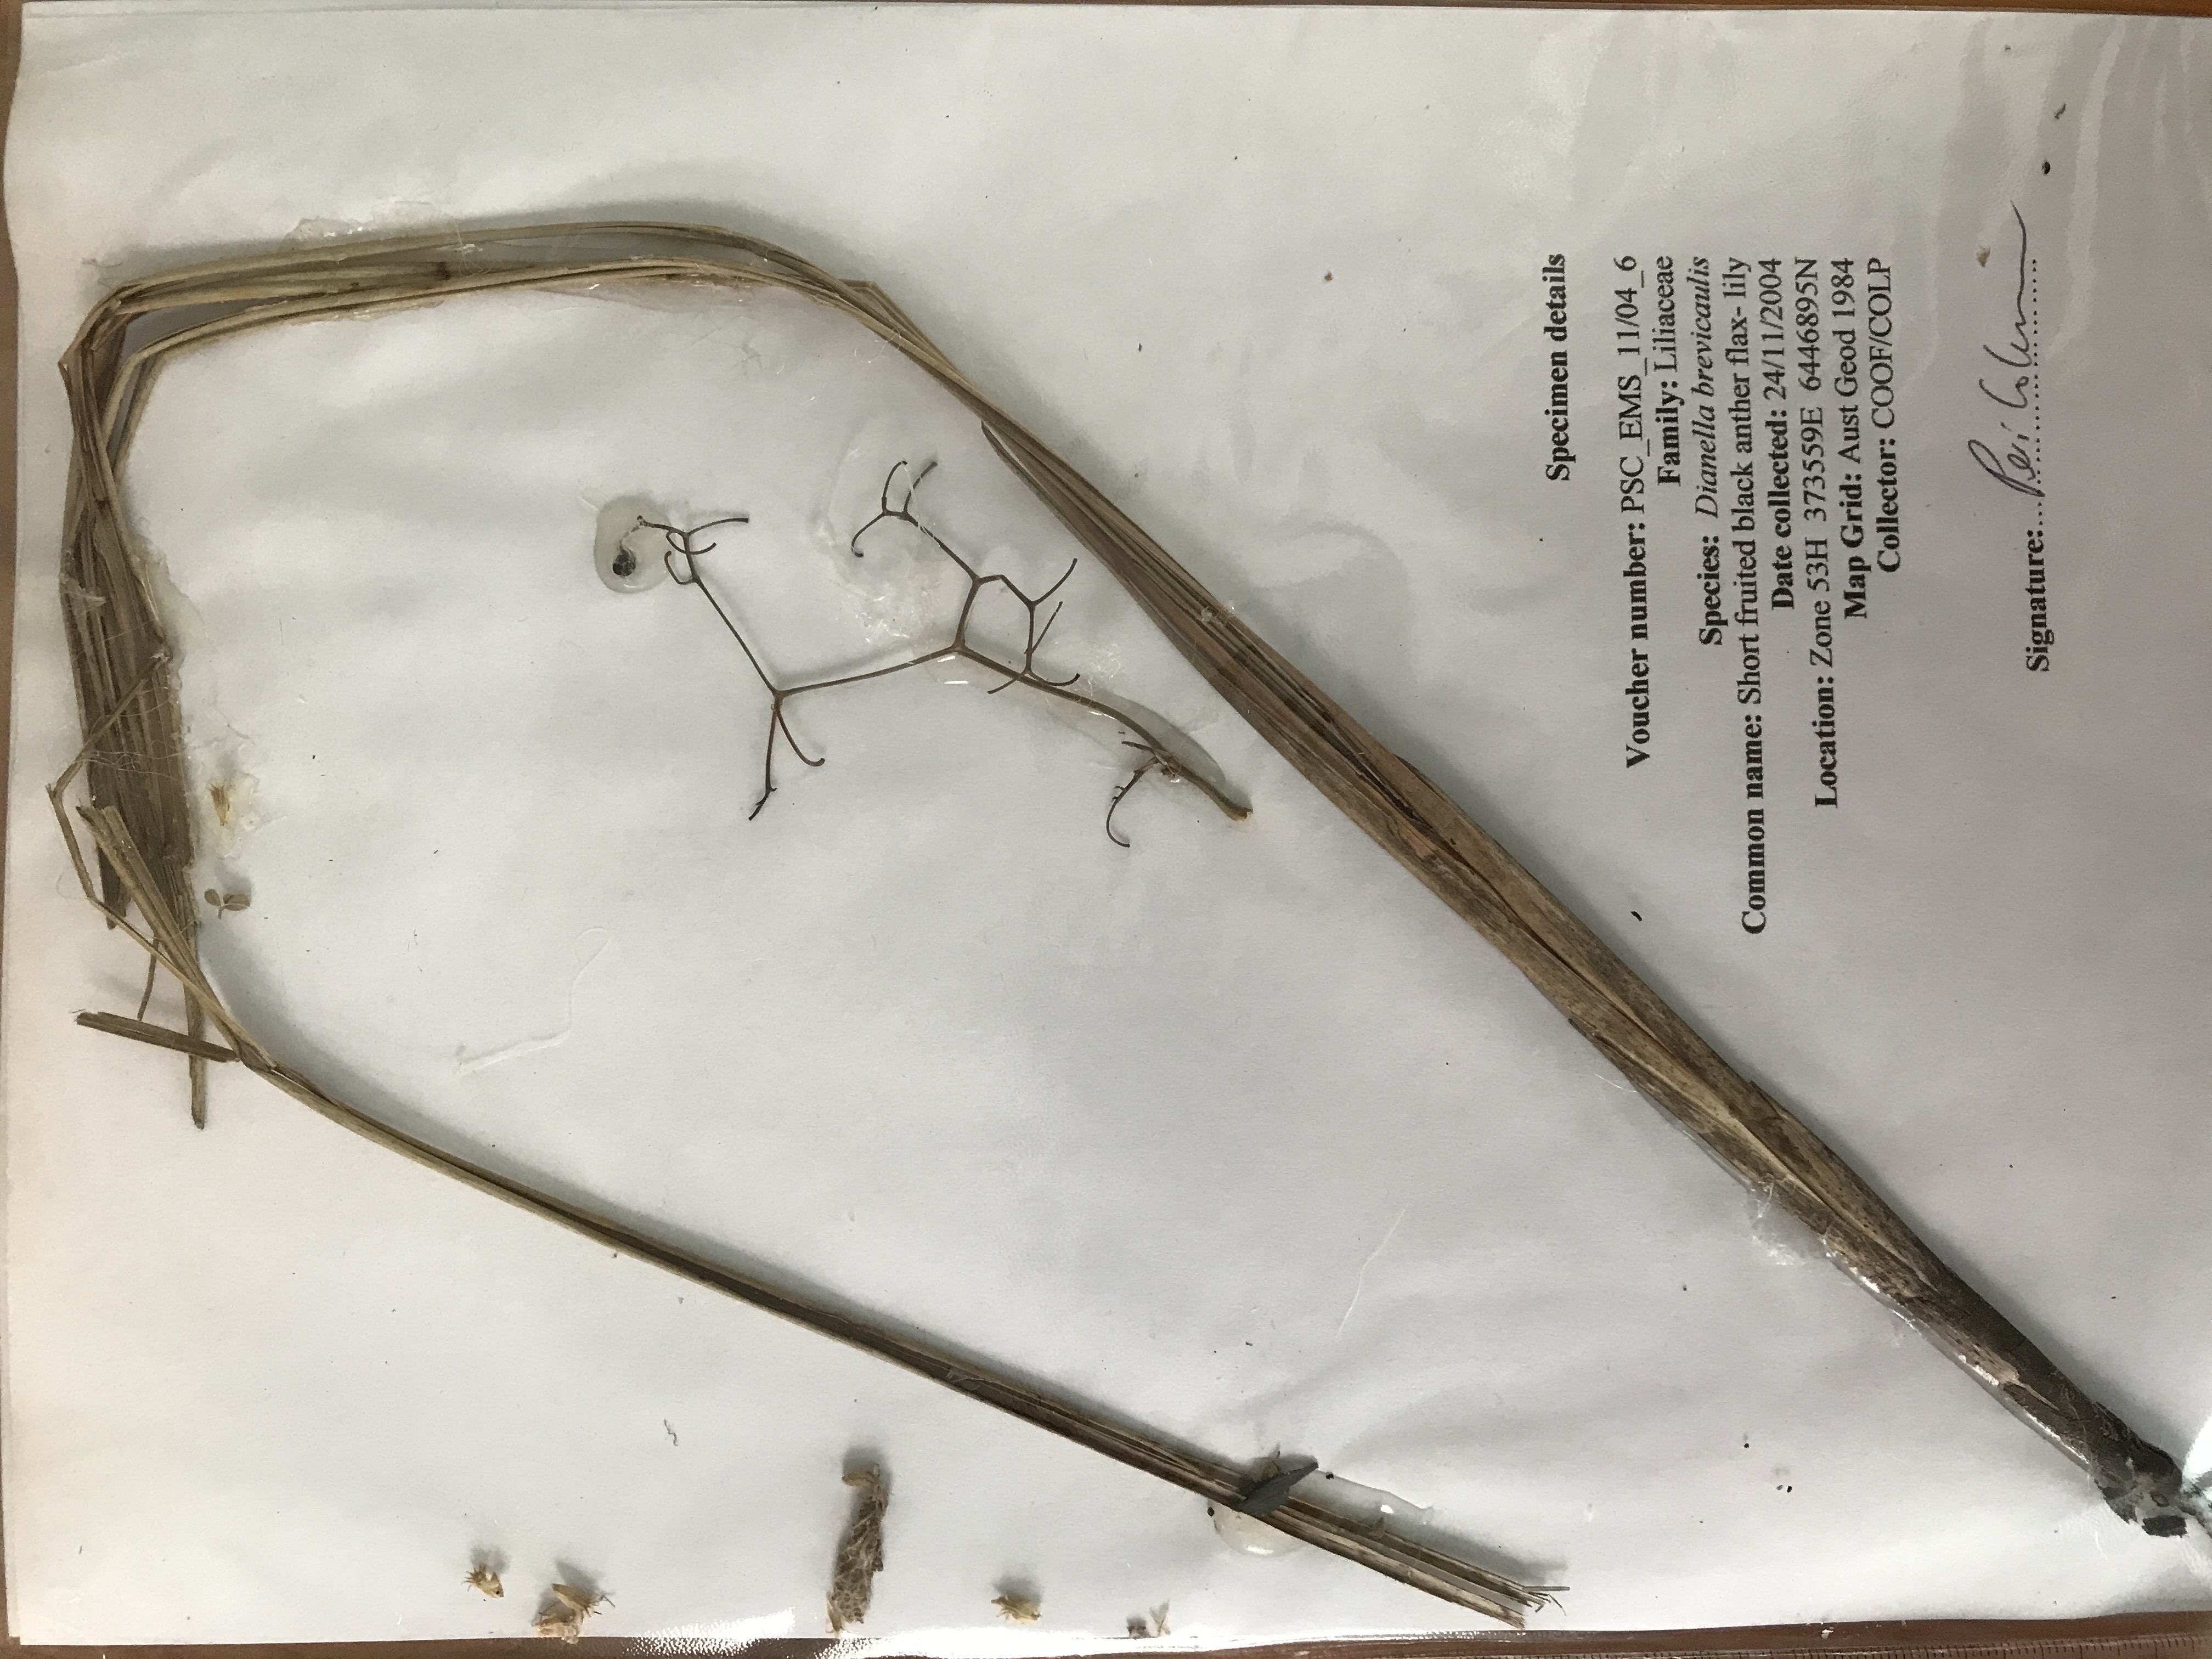 Specimen details
Voucher number: PSC_EMS_11/04_6
Family: Liliaceae
Species: Dianella brevicaulis
Common name: Short fruited black anther flax- lily
Date collected: 24/11/2004
Location: Zone 53H 373559E 6446895N
Map Grid: Aust Geod 1984
Collector: COOF/COLP
Signature: Peri